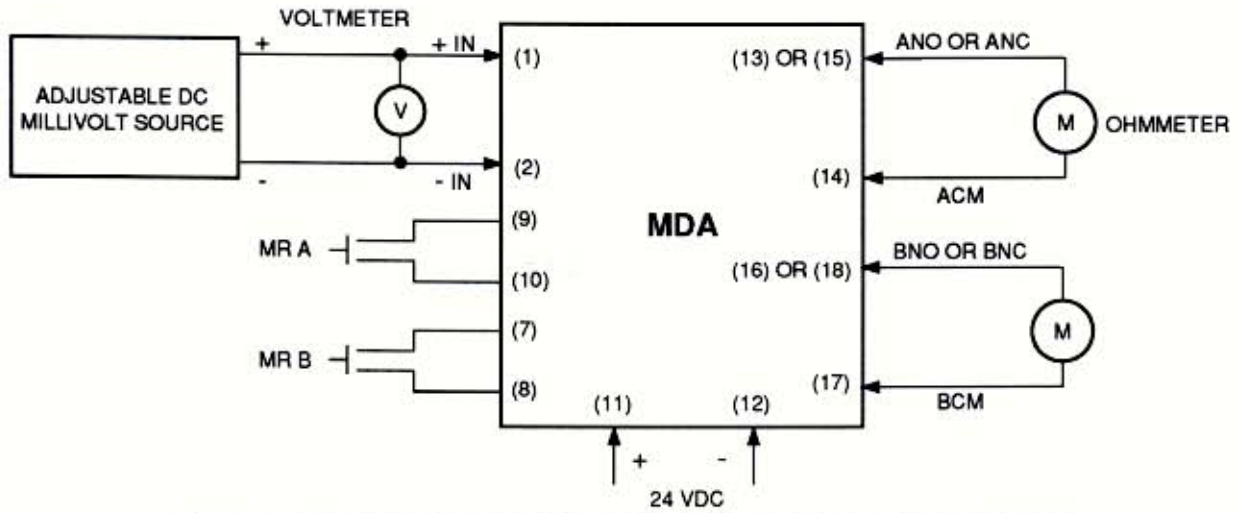 VOLTMETER
ADJUSTABLE DC
MILLIVOLT SOURCE
+
-
V
+ IN
- IN
(1)
(2)
MR A
(9)
(10)
MR B
(7)
(8)
MDA
(11)
(12)
+
-
24 VDC
(13) OR (15)
(14)
ANO OR ANC
M
OHMMETER
ACM
(16) OR (18)
(17)
BNO OR BNC
M
BCM